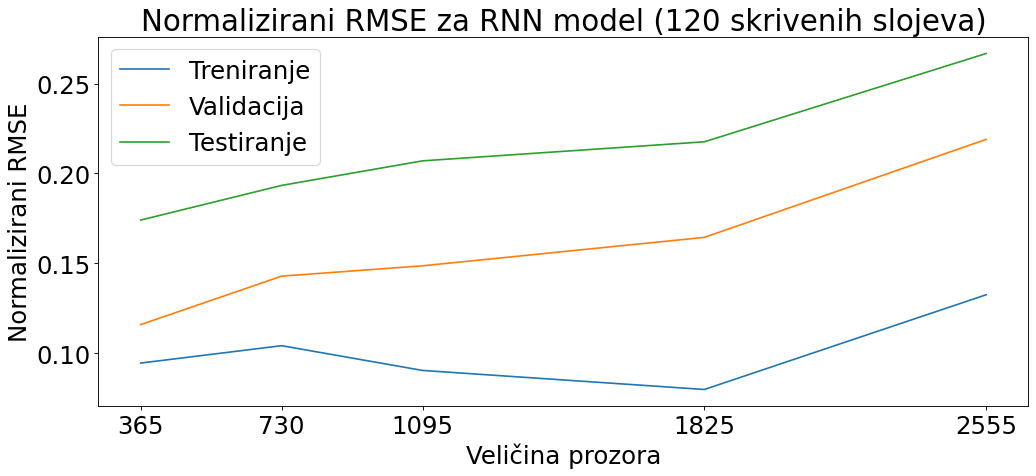 Normalizirani RMSE za RNN model (120 skrivenih slojeva)
Treniranje
Validacija
Testiranje
Normalizirani RMSE
0.25
0.20
0.15
0.10
365 730 1095 1825 2555
Veličina prozora